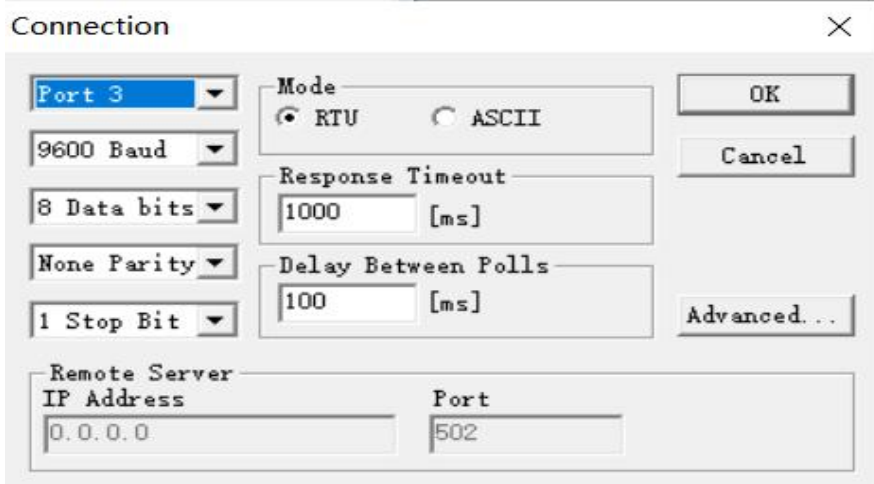 Connection
Port 3
9600 Baud
8 Data bits
None Parity
1 Stop Bit
Mode
RTU
ASCII
Response Timeout
1000 [ms]
Delay Between Polls
100 [ms]
OK
Cancel
Advanced...
Remote Server
IP Address
0.0.0.0
Port
502